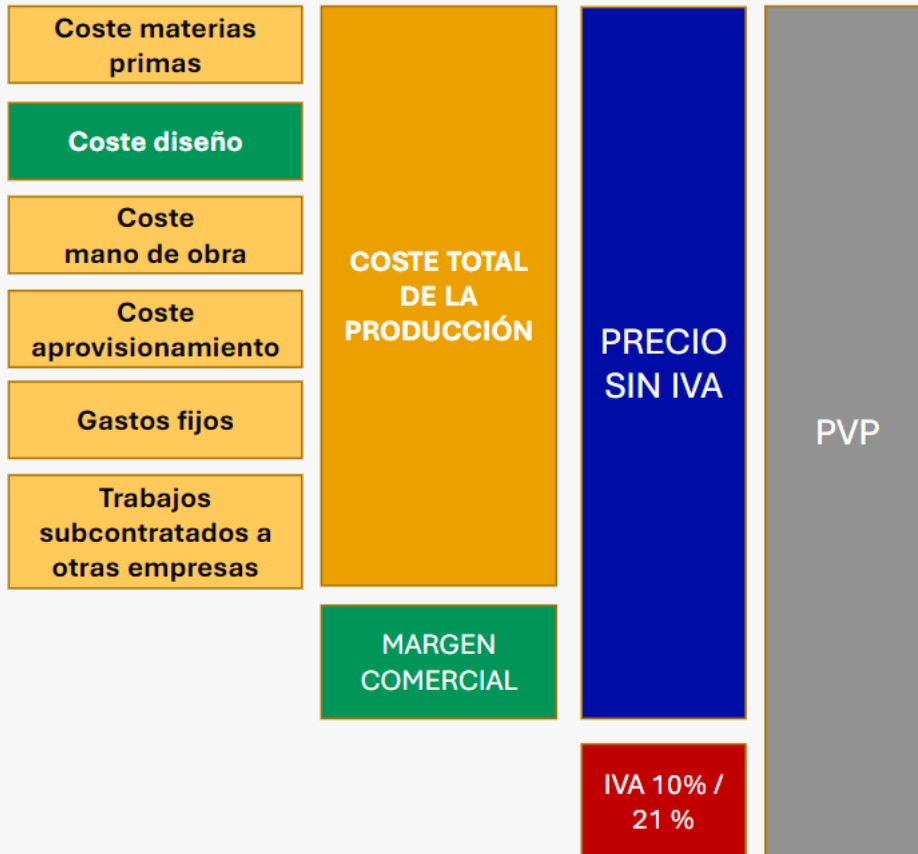 Coste materias
primas
Coste diseño
Coste
mano de obra
Coste
aprovisionamiento
Gastos fijos
Trabajos
subcontratados a
otras empresas
COSTE TOTAL
DE LA
PRODUCCIÓN
MARGEN
COMERCIAL
PRECIO
SIN IVA
IVA 10% /
21 %
PVP